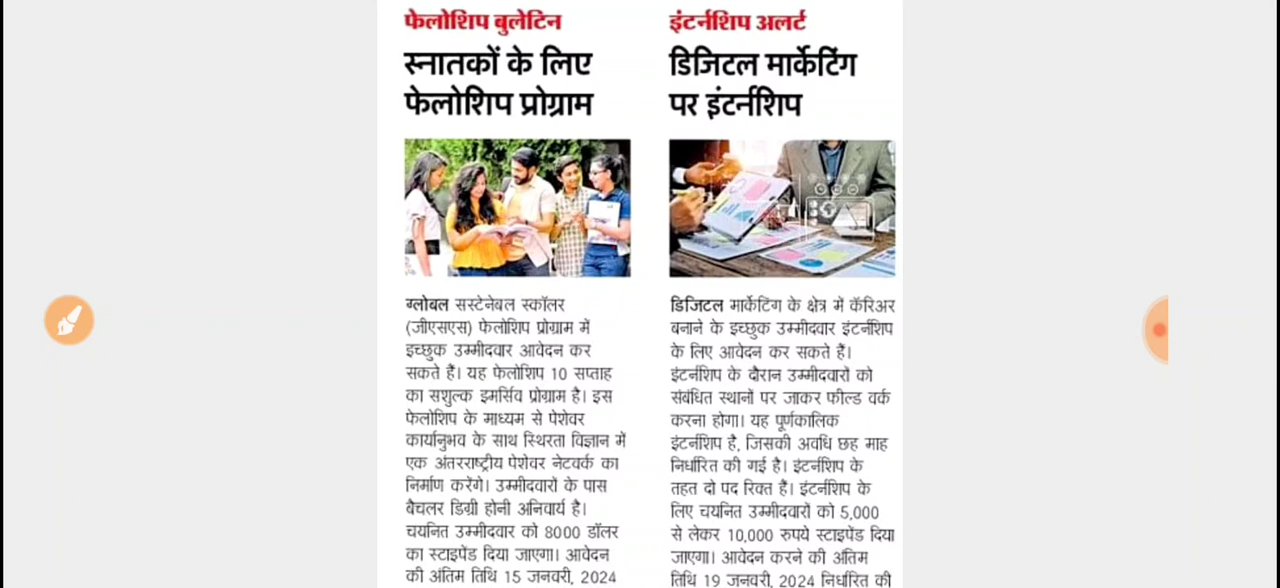 फेलोशिप बुलेटिन
स्नातकों के लिए
फेलोशिप प्रोग्राम
ग्लोबल सस्टेनेबल स्कॉलर
(जीएसएस) फेलोशिप प्रोग्राम में
इच्छुक उम्मीदवार आवेदन कर
सकते हैं। यह फेलोशिप 10 सप्ताह
का सशुल्क इमर्सिव प्रोग्राम है। इस
फेलोशिप के माध्यम से पेशेवर
कार्यानुभव के साथ स्थिरता विज्ञान में
एक अंतरराष्ट्रीय पेशेवर नेटवर्क का
निर्माण करेंगे। उम्मीदवारों के पास
बैचलर डिग्री होनी अनिवार्य है।
चयनित उम्मीदवार को 8000 डॉलर
का स्टाइपेंड दिया जाएगा। आवेदन
की अंतिम तिथि 15 जनवरी, 2024
इंटर्नशिप अलर्ट
डिजिटल मार्केटिंग
पर इंटर्नशिप
डिजिटल मार्केटिंग के क्षेत्र में कॅरिअर
बनाने के इच्छुक उम्मीदवार इंटर्नशिप
के लिए आवेदन कर सकते हैं।
इंटर्नशिप के दौरान उम्मीदवारों को
संबंधित स्थानों पर जाकर फील्ड वर्क
करना होगा। यह पूर्णकालिक
इंटर्नशिप है, जिसकी अवधि छह माह
निर्धारित की गई है। इंटर्नशिप के
तहत दो पद रिक्त हैं। इंटर्नशिप के
लिए चयनित उम्मीदवारों को 5,000
से लेकर 10,000 रुपये स्टाइपेंड दिया
जाएगा। आवेदन करने की अंतिम
तिथि 19 जनवरी, 2024 निर्धारित की